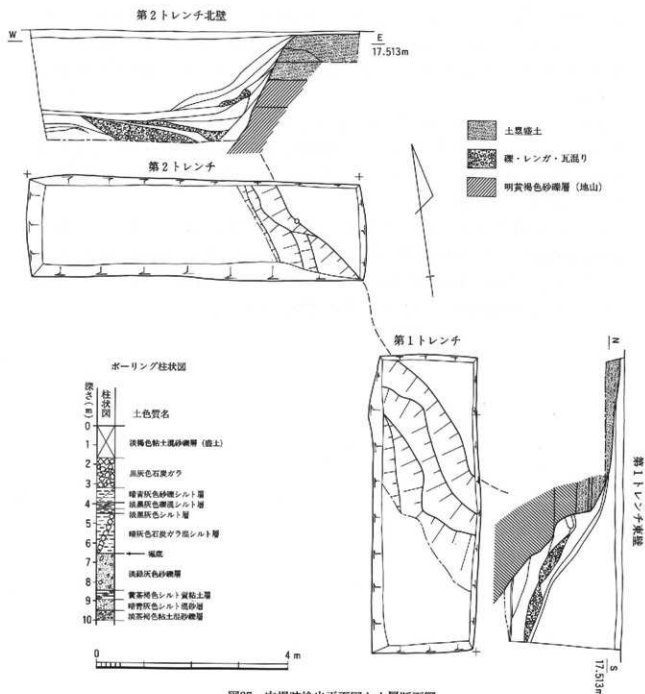 第2トレンチ北壁
W
E
17.513m
土塁盛土
礫・レンガ・瓦混り
明黄褐色砂礫層(地山)
第2トレンチ
第1トレンチ
N
第1トレンチ東壁
S
17.513m
ボーリング柱状図
深さ(m)
柱状図
土色質名
0
1
2
3
4
5
6
7
8
9
10
淡褐色粘土混砂礫層(盛土)
黒灰色石炭ガラ
暗青灰色砂礫シルト層
淡黒灰色礫混シルト層
淡黒灰色シルト層
暗灰色石炭ガラ混シルト層
堀底
淡緑灰色砂礫層
黄茶褐色シルト質粘土層
暗青灰色シルト混砂層
淡茶褐色粘土混砂礫層
0
4 m